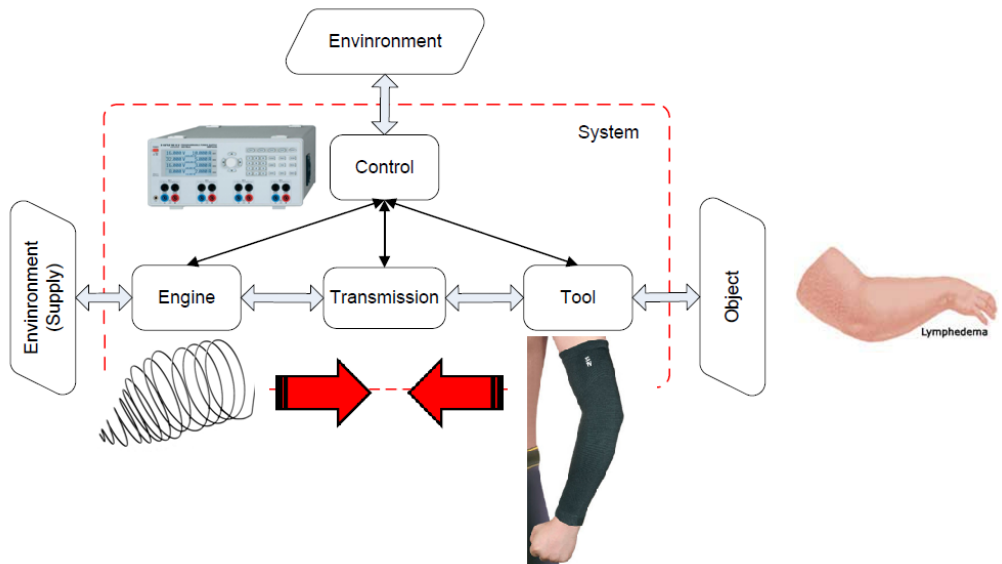 Envinronment
System
Control
Environment
(Supply)
Engine
Transmission
Tool
Object
Lymphedema